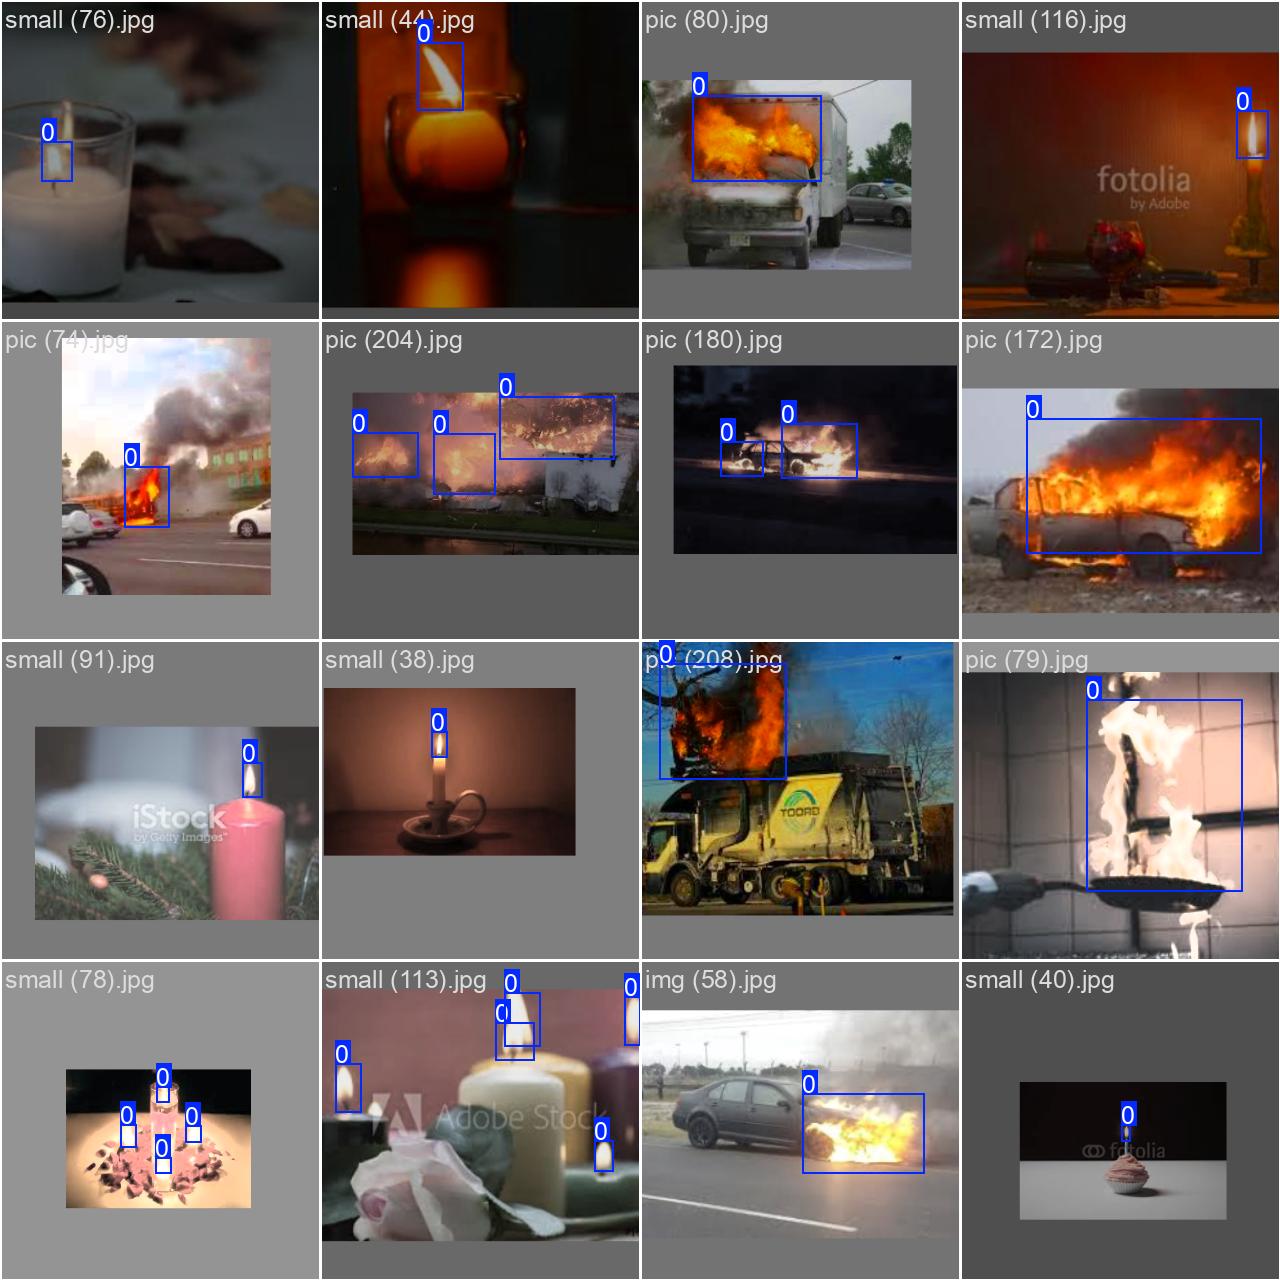 small (76).jpg
small (44).jpg
pic (80).jpg
small (116).jpg
0
0
0
0
fotolia
by Adobe
pic (74).jpg
pic (204).jpg
pic (180).jpg
pic (172).jpg
0
0
0
0
0
0
0
small (91).jpg
small (38).jpg
pic (208).jpg
pic (79).jpg
0
0
0
0
iStock
by Getty Images™
TOORD
small (78).jpg
small (113).jpg
img (58).jpg
small (40).jpg
0
0
0
0
0
0
0
0
0
0
0
Adobe Stock
fotolia